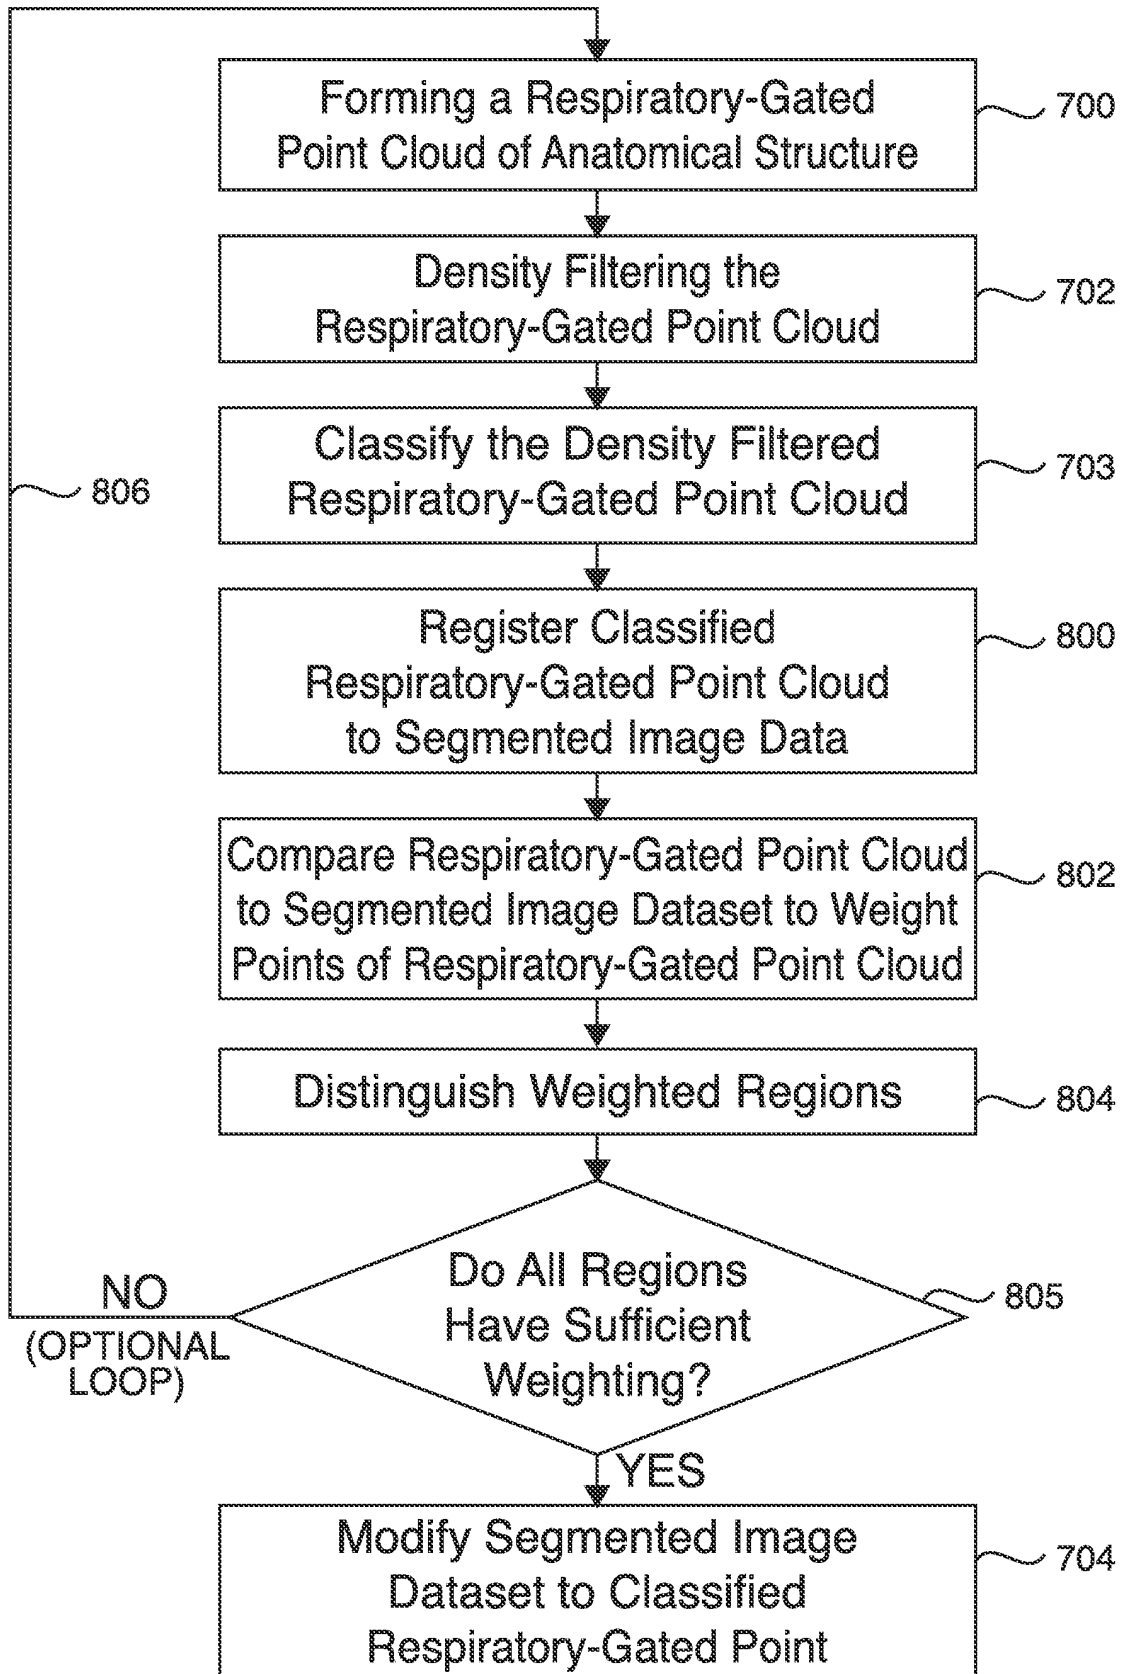 Forming a Respiratory-Gated
Point Cloud of Anatomical Structure
700
Density Filtering the
Respiratory-Gated Point Cloud
702
Classify the Density Filtered
Respiratory-Gated Point Cloud
703
806
Register Classified
Respiratory-Gated Point Cloud
to Segmented Image Data
800
Compare Respiratory-Gated Point Cloud
to Segmented Image Dataset to Weight
Points of Respiratory-Gated Point Cloud
802
Distinguish Weighted Regions
804
Do All Regions
Have Sufficient
Weighting?
805
NO
(OPTIONAL
LOOP)
YES
Modify Segmented Image
Dataset to Classified
Respiratory-Gated Point
704